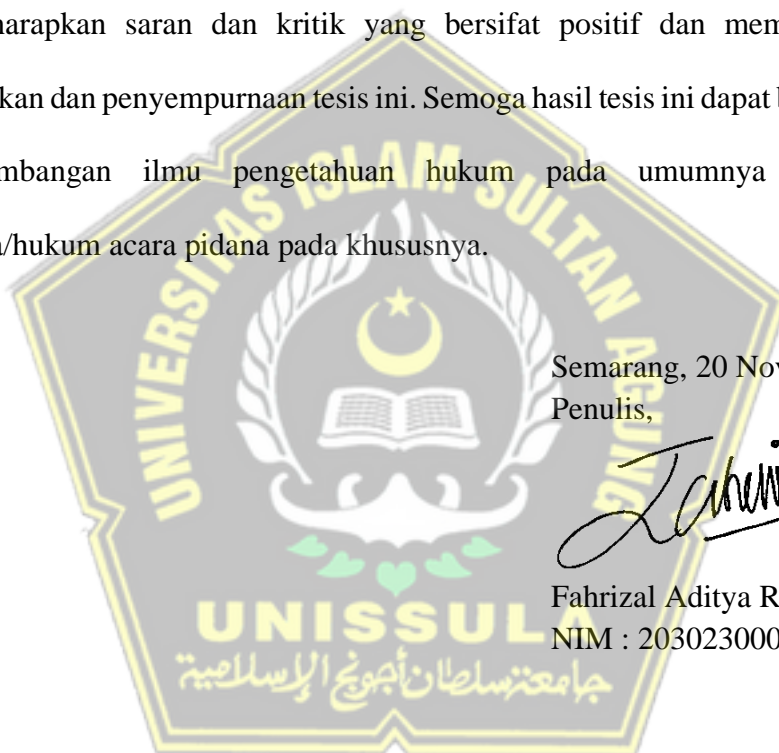 narapkan saran dan kritik yang bersifat positif dan mem
kan dan penyempurnaan tesis ini. Semoga hasil tesis ini dapat b
mbangan ilmu pengetahuan hukum pada umumnya
a/hukum acara pidana pada khususnya.
UNIVERSITAS ISLAM SULTAN AGUNG
Semarang, 20 Nov
Penulis,
Fahrizal Aditya R
NIM : 203023000
UNISSULA
جامعة سلطان أجونج الإسلامية